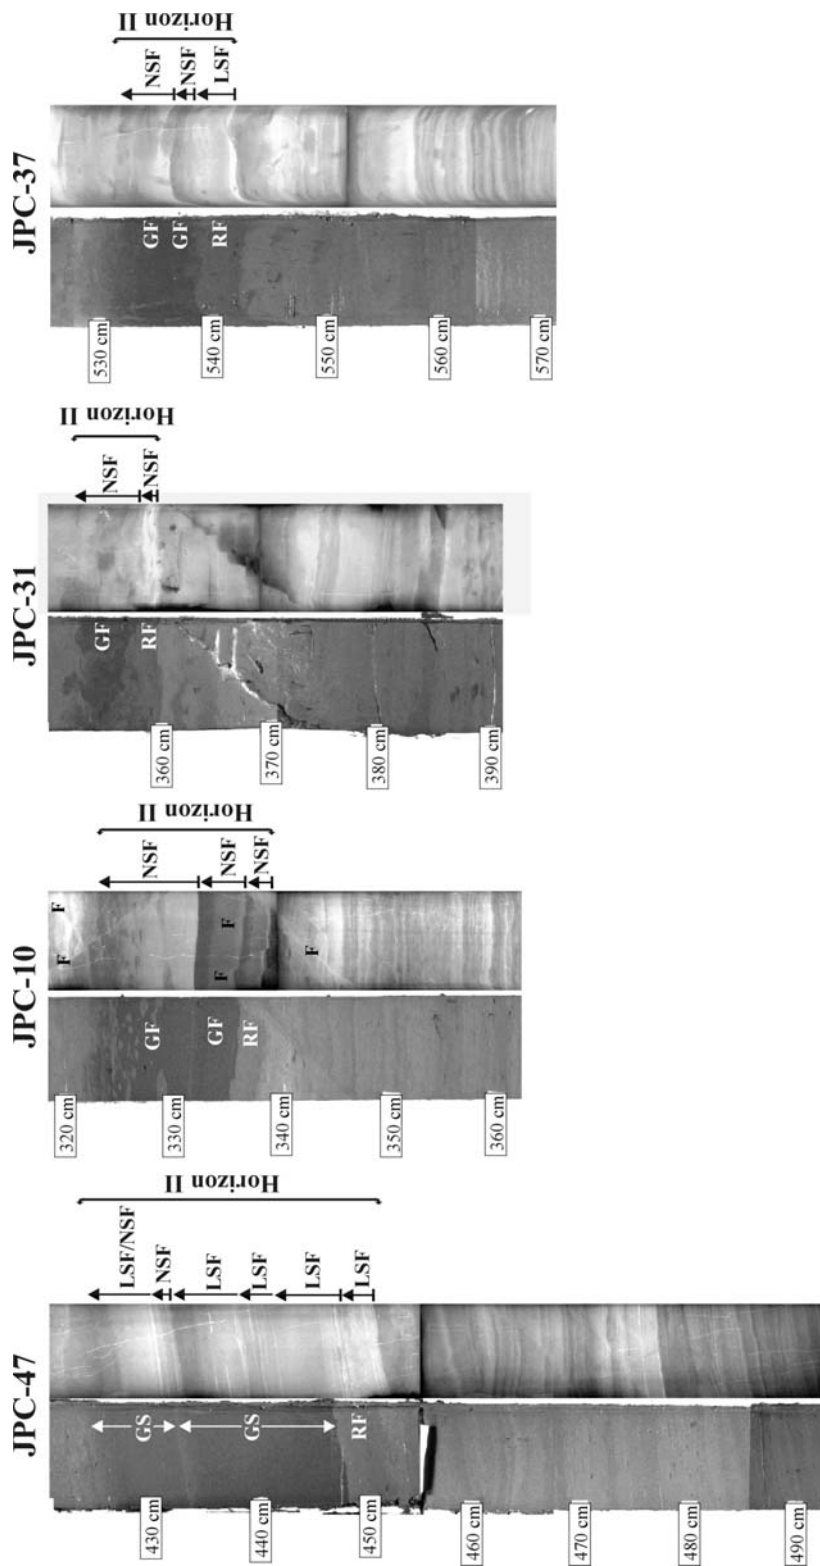 JPC-37
530 cm
540 cm
550 cm
560 cm
570 cm
GF
GF
RF
NSF
NSF
LSF
Horizon II
JPC-31
360 cm
370 cm
380 cm
390 cm
GF
RF
NSF
NSF
Horizon II
JPC-10
320 cm
330 cm
340 cm
350 cm
360 cm
GF
GF
RF
F
F
F
F
F
NSF
NSF
NSF
Horizon II
JPC-47
430 cm
440 cm
450 cm
460 cm
470 cm
480 cm
490 cm
GS
GS
RF
LSF/NSF
NSF
LSF
LSF
LSF
LSF
Horizon II